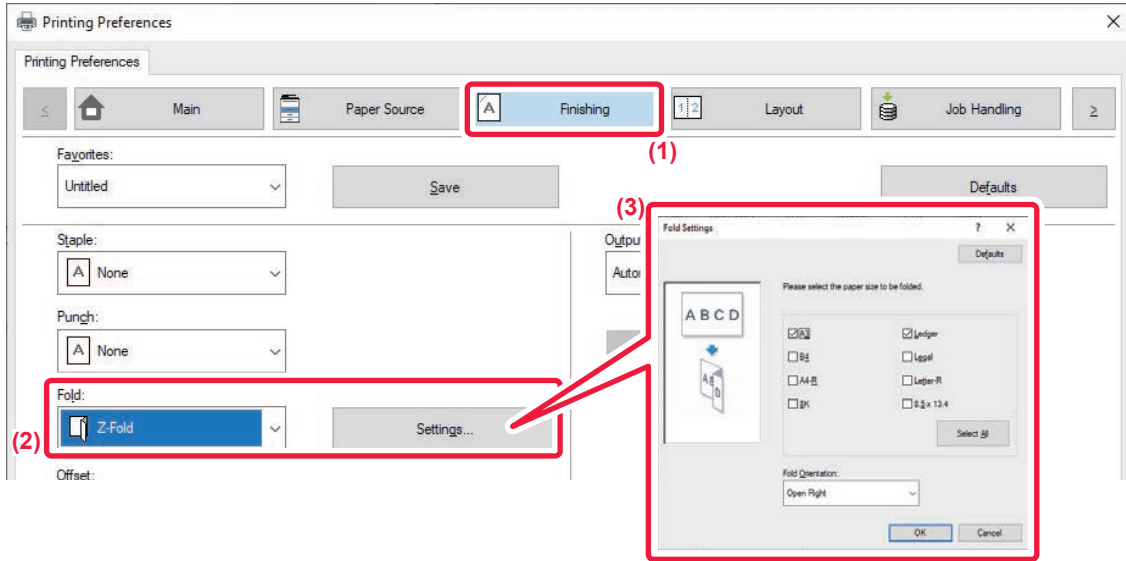 Printing Preferences
Printing Preferences
≤
Main
Paper Source
A
Finishing
1 2
Layout
Job Handling
≥
(1)
Favorites:
Untitled
Save
Defaults
(3)
Staple:
A None
Outpu
Autor
Punch:
A None
Fold:
Z-Fold
Settings...
(2)
Offset:
Fold Settings
?
Defaults
Please select the paper size to be folded.
A B C D
A B
D
A3
Ledger
B4
Legal
A4-R
Letter-R
8K
8.5 x 13.4
Select All
Fold Orientation:
Open Right
OK
Cancel